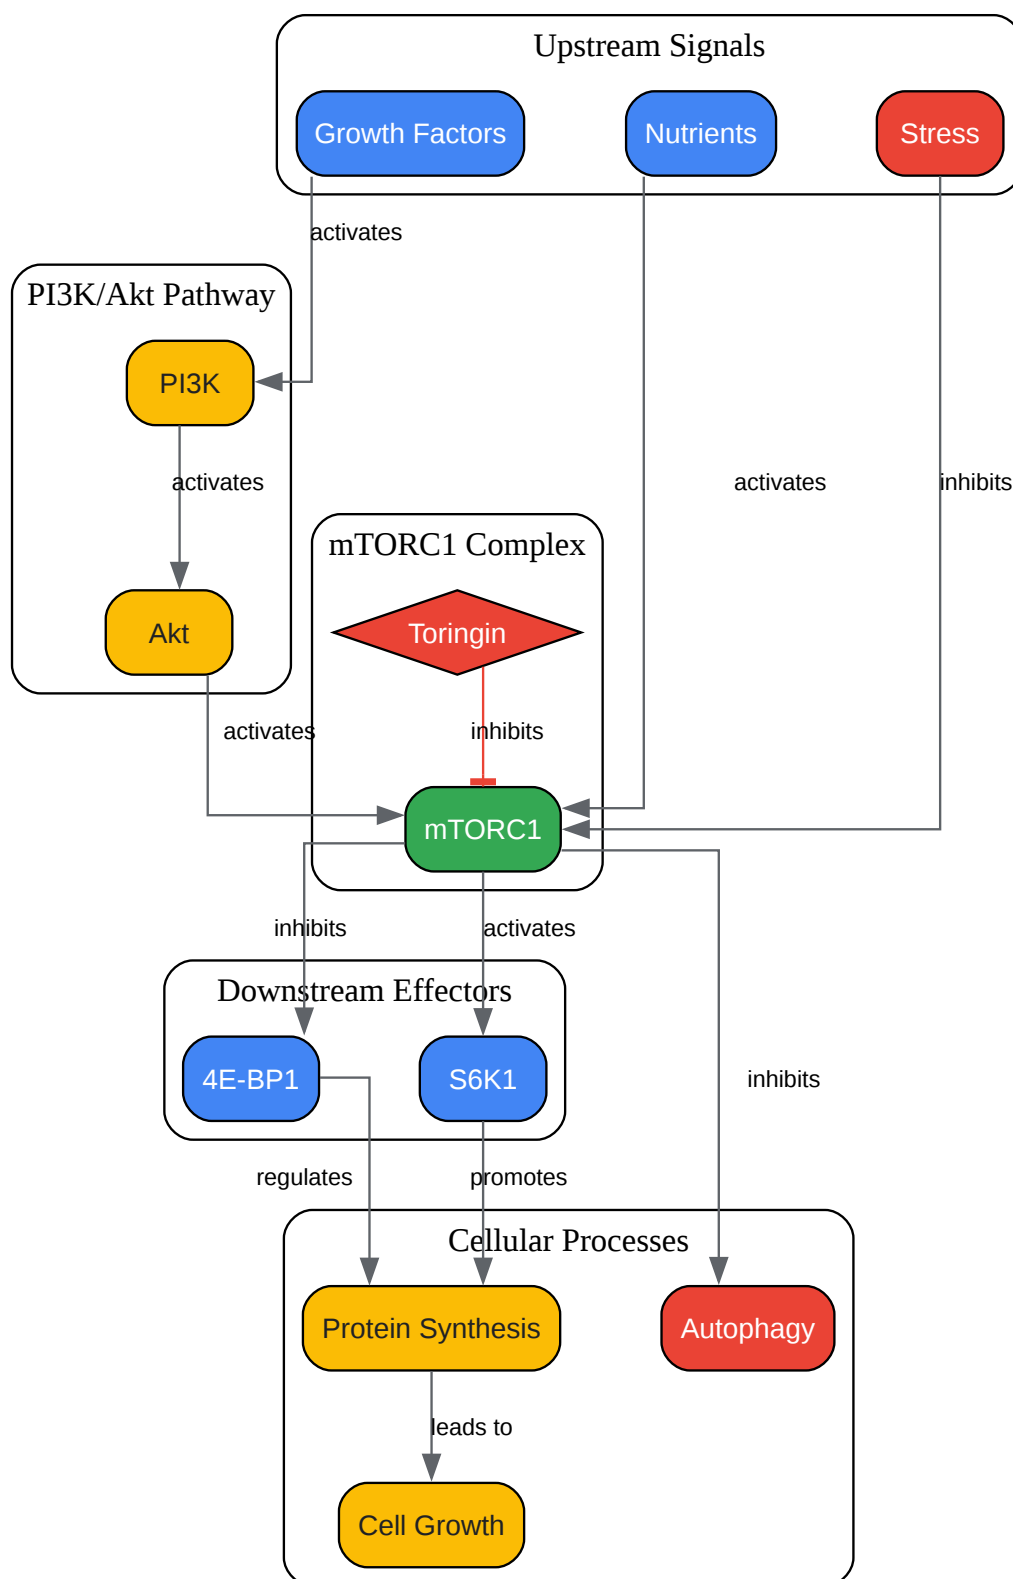 Upstream Signals
Growth Factors
Nutrients
Stress
activates
PI3K/Akt Pathway
PI3K
activates
activates
inhibits
mTORC1 Complex
Toringin
Akt
activates
inhibits
mTORC1
inhibits
activates
Downstream Effectors
4E-BP1
S6K1
inhibits
regulates
promotes
Cellular Processes
Protein Synthesis
Autophagy
leads to
Cell Growth